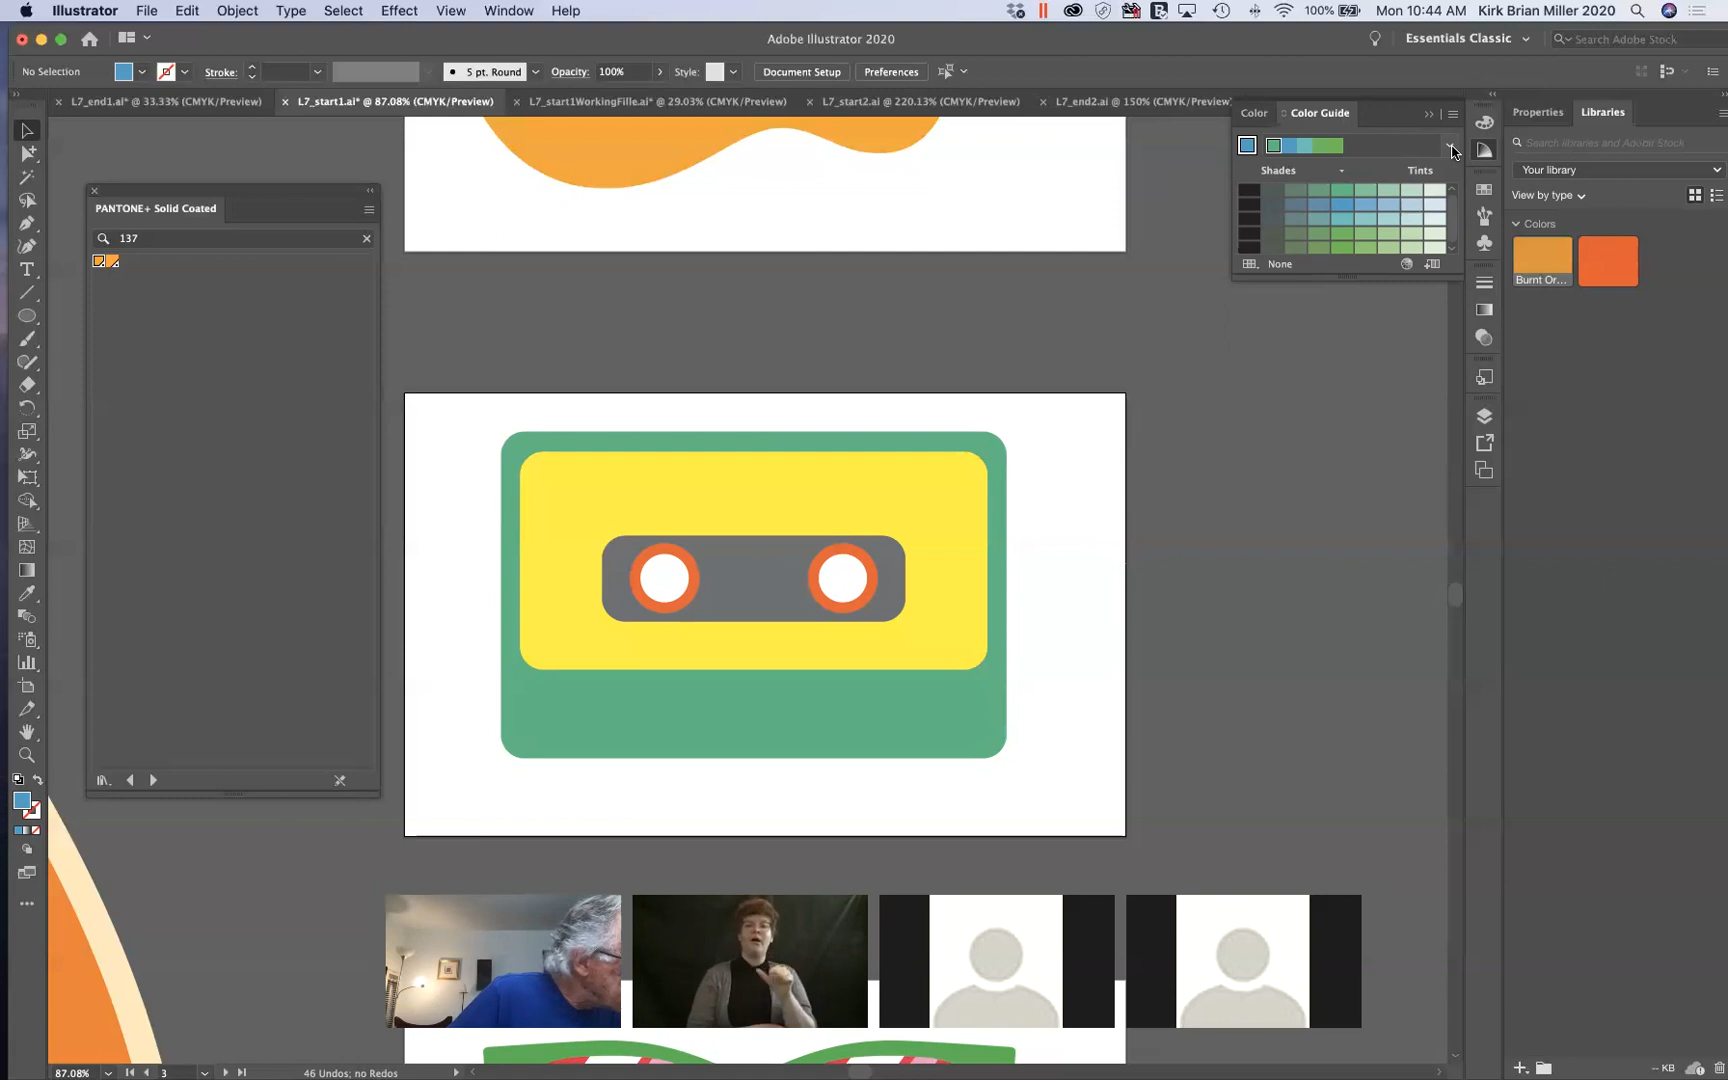 Illustrator File Edit Object Type Select Effect View Window Help
100% Mon 10:44 AM Kirk Brian Miller 2020
Adobe Illustrator 2020
Essentials Classic
Search Adobe Stock
No Selection
Stroke:
5 pt. Round
Opacity: 100%
Style:
Document Setup
Preferences
L7_end1.ai* @ 33.33% (CMYK/Preview)
L7_start1.ai* @ 87.08% (CMYK/Preview)
L7_start1WorkingFille.ai* @ 29.03% (CMYK/Preview)
L7_start2.ai @ 220.13% (CMYK/Preview)
L7_end2.ai @ 150% (CMYK/Preview)
Color
Color Guide
Properties
Libraries
Search libraries and Adobe Stock
Shades
Tints
Your library
View by type
PANTONE+ Solid Coated
Colors
137
None
Burnt Or...
87.08%
3
46 Undos; no Redos
-- KB